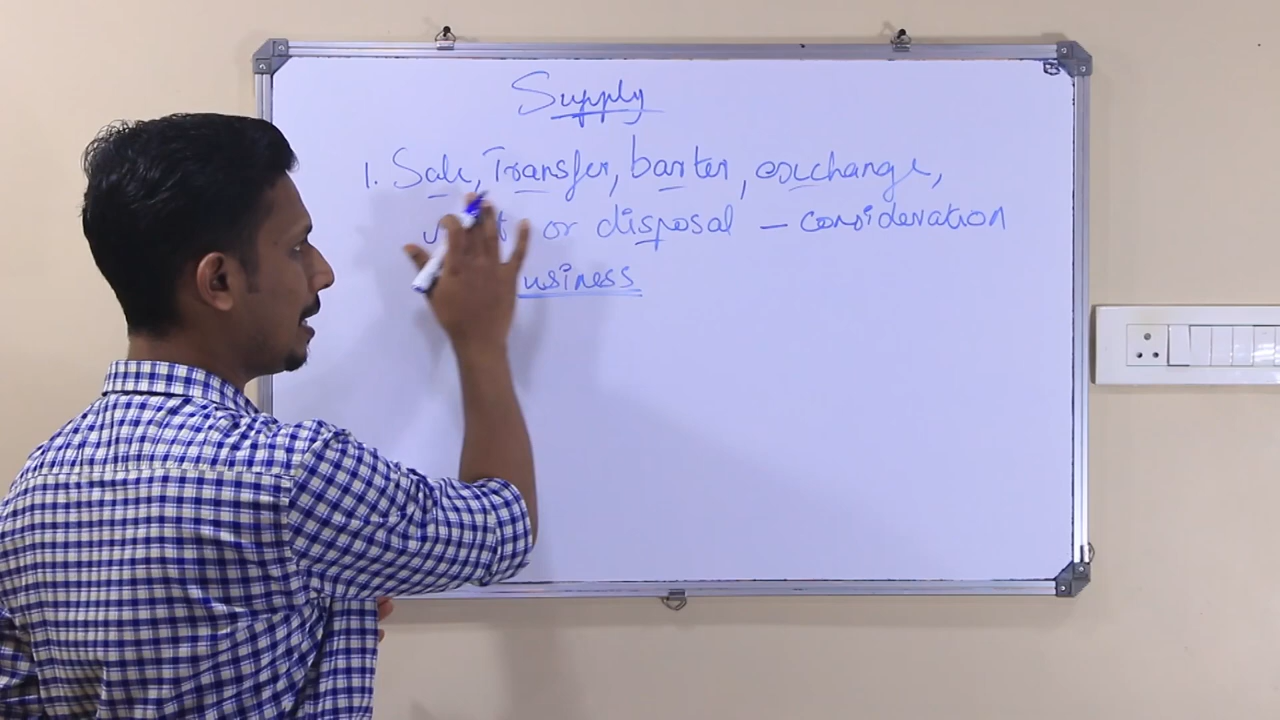 Supply
1. Sale, Transfer, barter, exchange,
or disposal – consideration
usiness